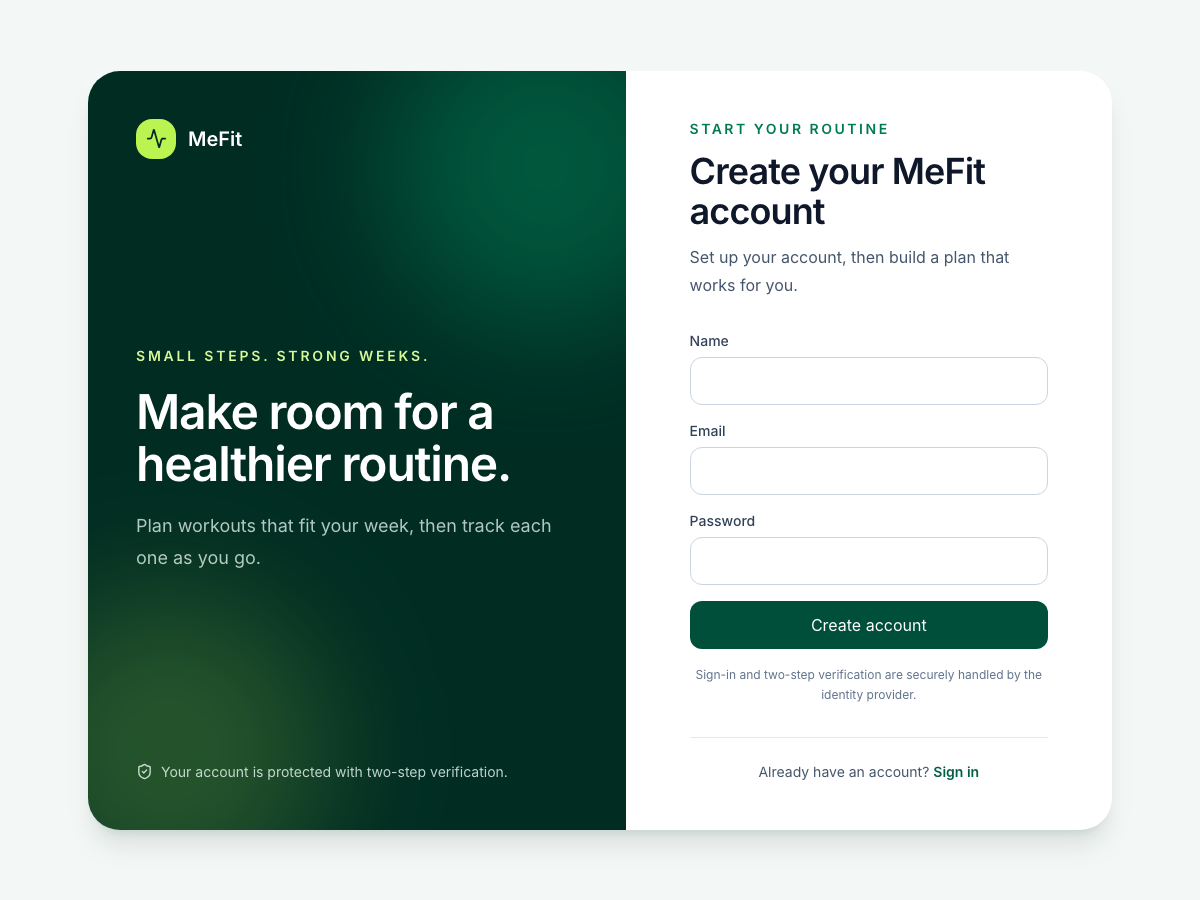 MeFit
SMALL STEPS. STRONG WEEKS.
Make room for a
healthier routine.
Plan workouts that fit your week, then track each
one as you go.
Your account is protected with two-step verification.
START YOUR ROUTINE
Create your MeFit
account
Set up your account, then build a plan that
works for you.
Name
Email
Password
Create account
Sign-in and two-step verification are securely handled by the
identity provider.
Already have an account? Sign in